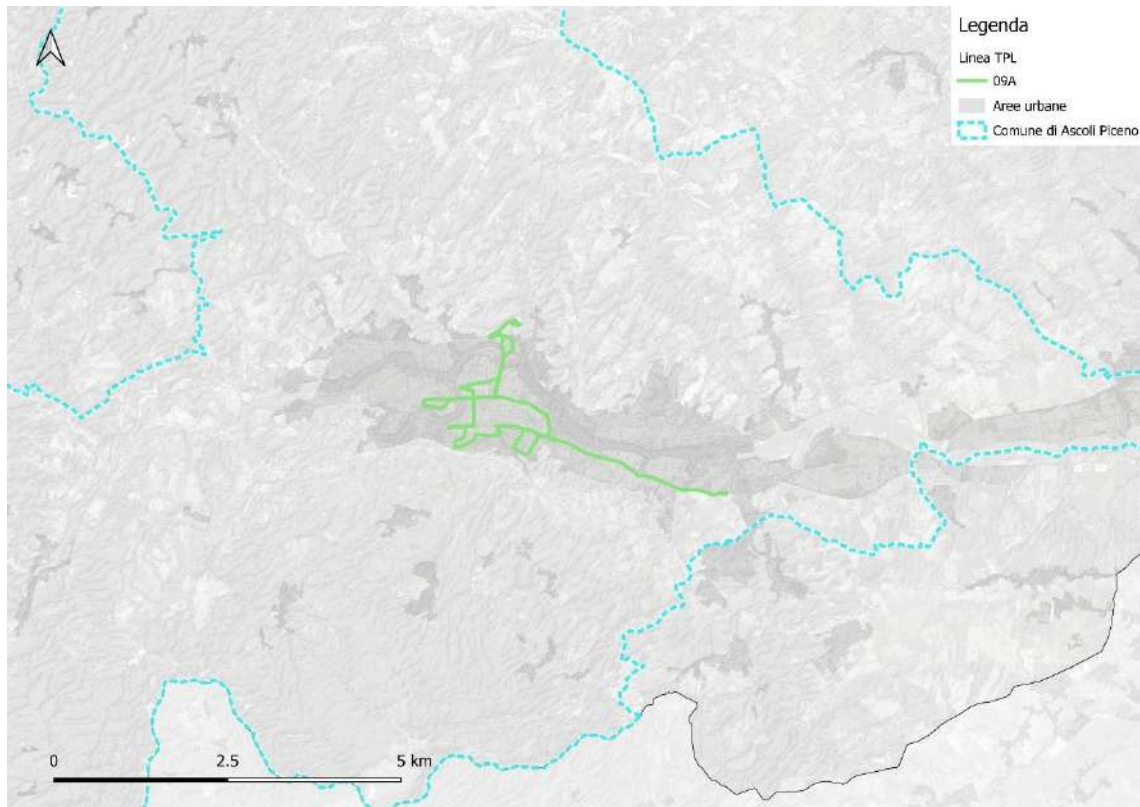 Legenda
Linea TPL
09A
Aree urbane
Comune di Ascoli Piceno
0 2.5 5 km